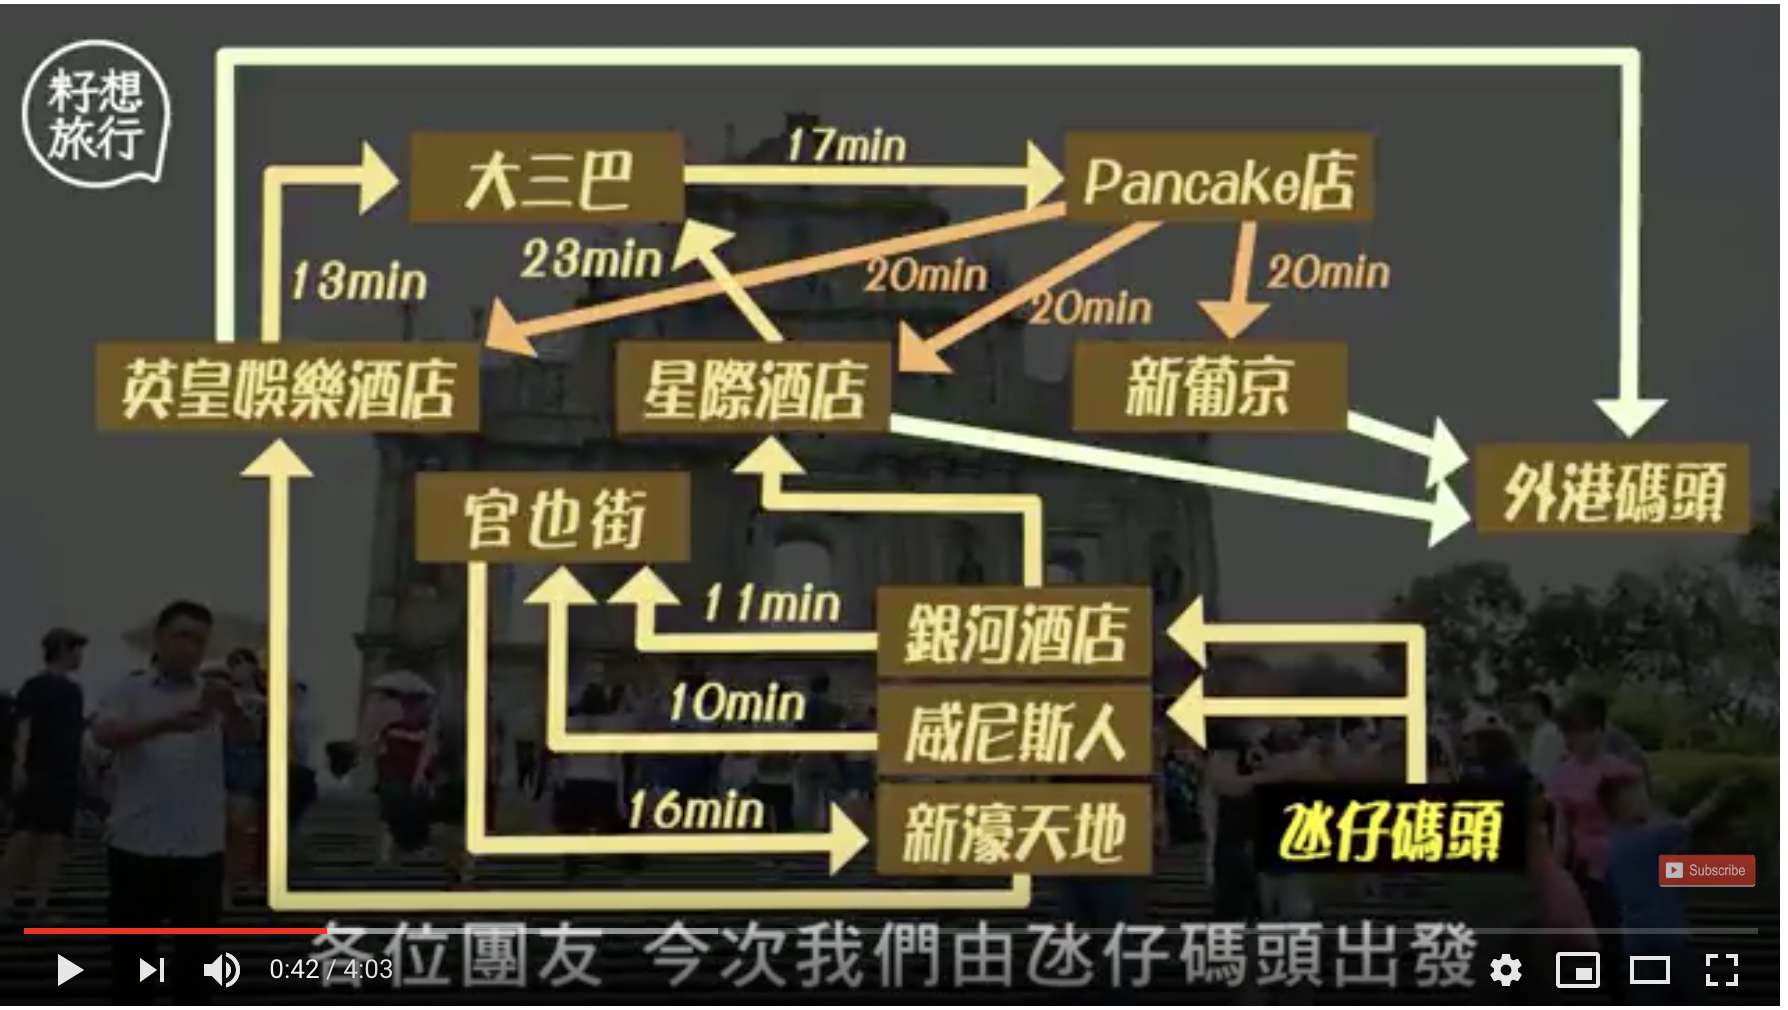 籽想
旅行
大三巴
17min
Pancake店
13min
23min
20min
20min
20min
英皇娛樂酒店
星際酒店
新葡京
外港碼頭
官也街
11min
銀河酒店
10min
威尼斯人
16min
新濠天地
氹仔碼頭
Subscribe
各位團友 今次我們由氹仔碼頭出發
0:42 / 4:03